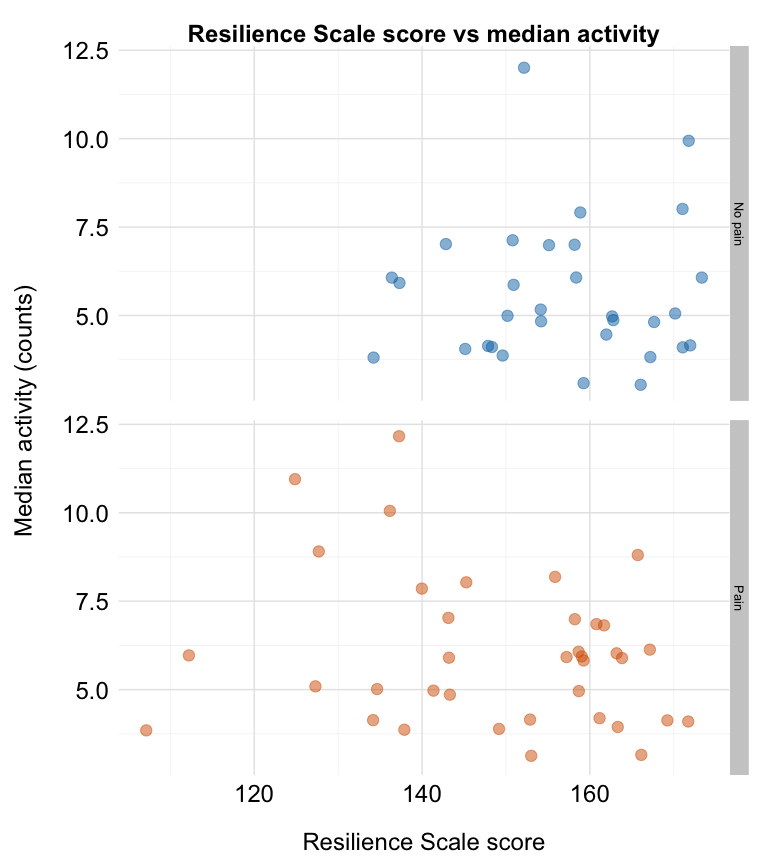 Resilience Scale score vs median activity
12.5
10.0
7.5
5.0
No pain
Median activity (counts)
12.5
10.0
7.5
5.0
Pain
120 140 160
Resilience Scale score